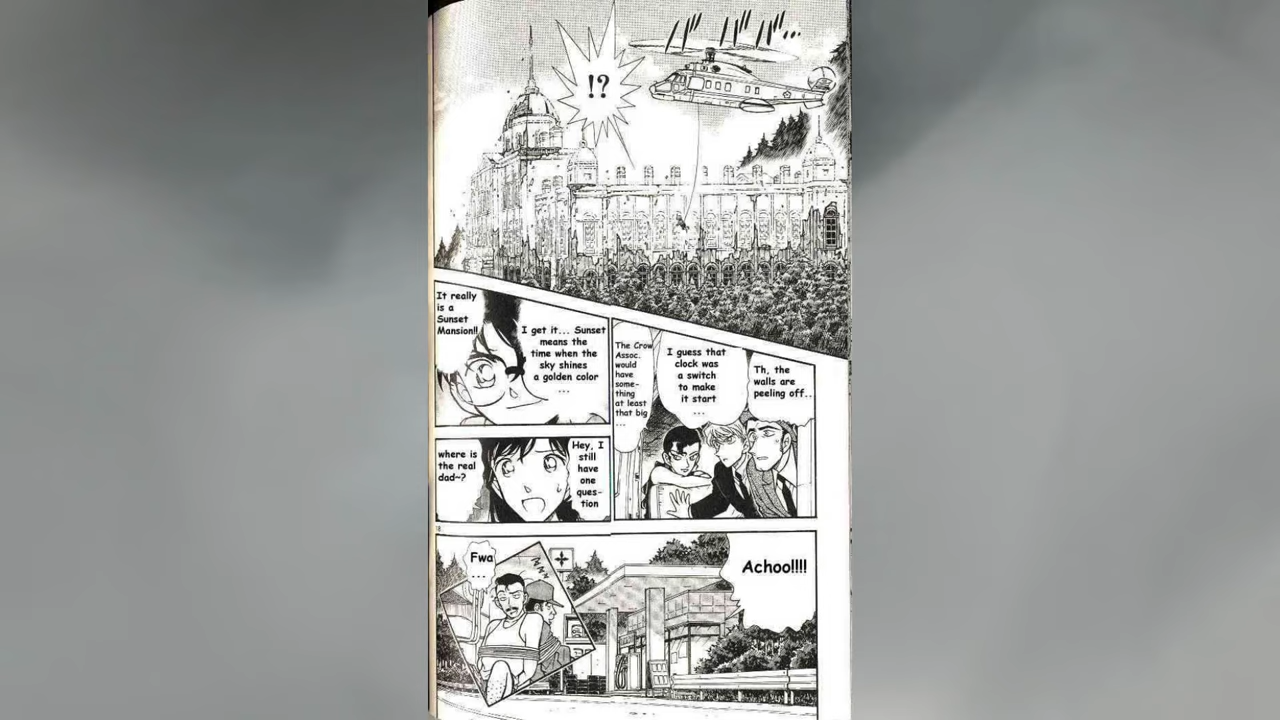 !?
Th, the
walls are
peeling off..
I guess that
clock was
a switch
to make
it start
...
The Crow
Assoc.
would
have
some-
thing
at least
that big
...
I get it... Sunset
means the
time when the
sky shines
a golden color
...
It really
is a
Sunset
Mansion!!
Hey, I
still
have
one
ques-
tion
where is
the real
dad~?
Achoo!!!!
Fwa
...